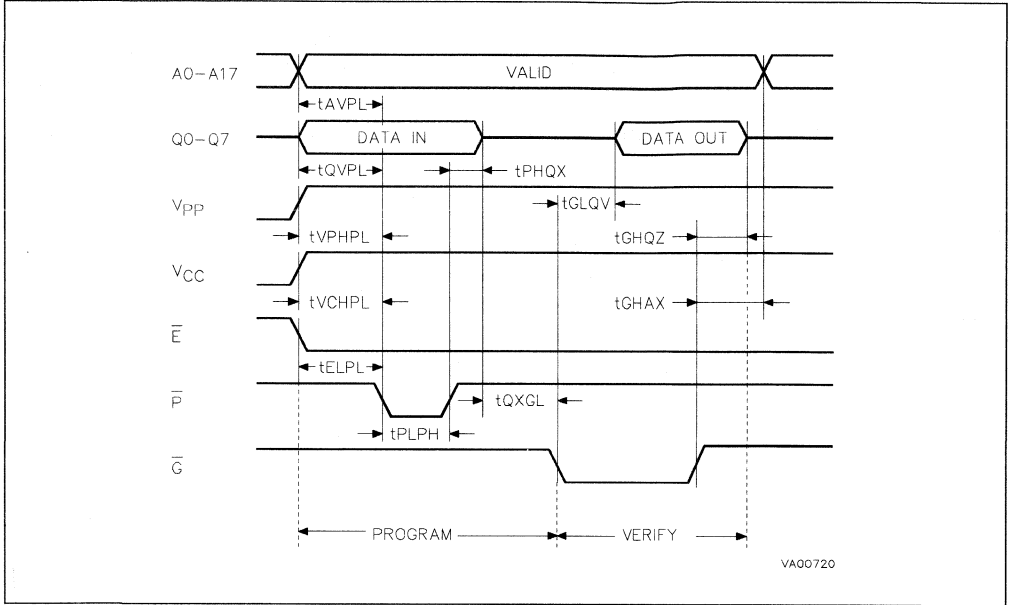 A0-A17
VALID
tAVPL
Q0-Q7
DATA IN
DATA OUT
tQVPL
tPHQX
VPP
tGLQV
tVPHPL
tGHQZ
VCC
tVCHPL
tGHAX
E
tELPL
P
tQXGL
tPLPH
G
PROGRAM
VERIFY
VA00720